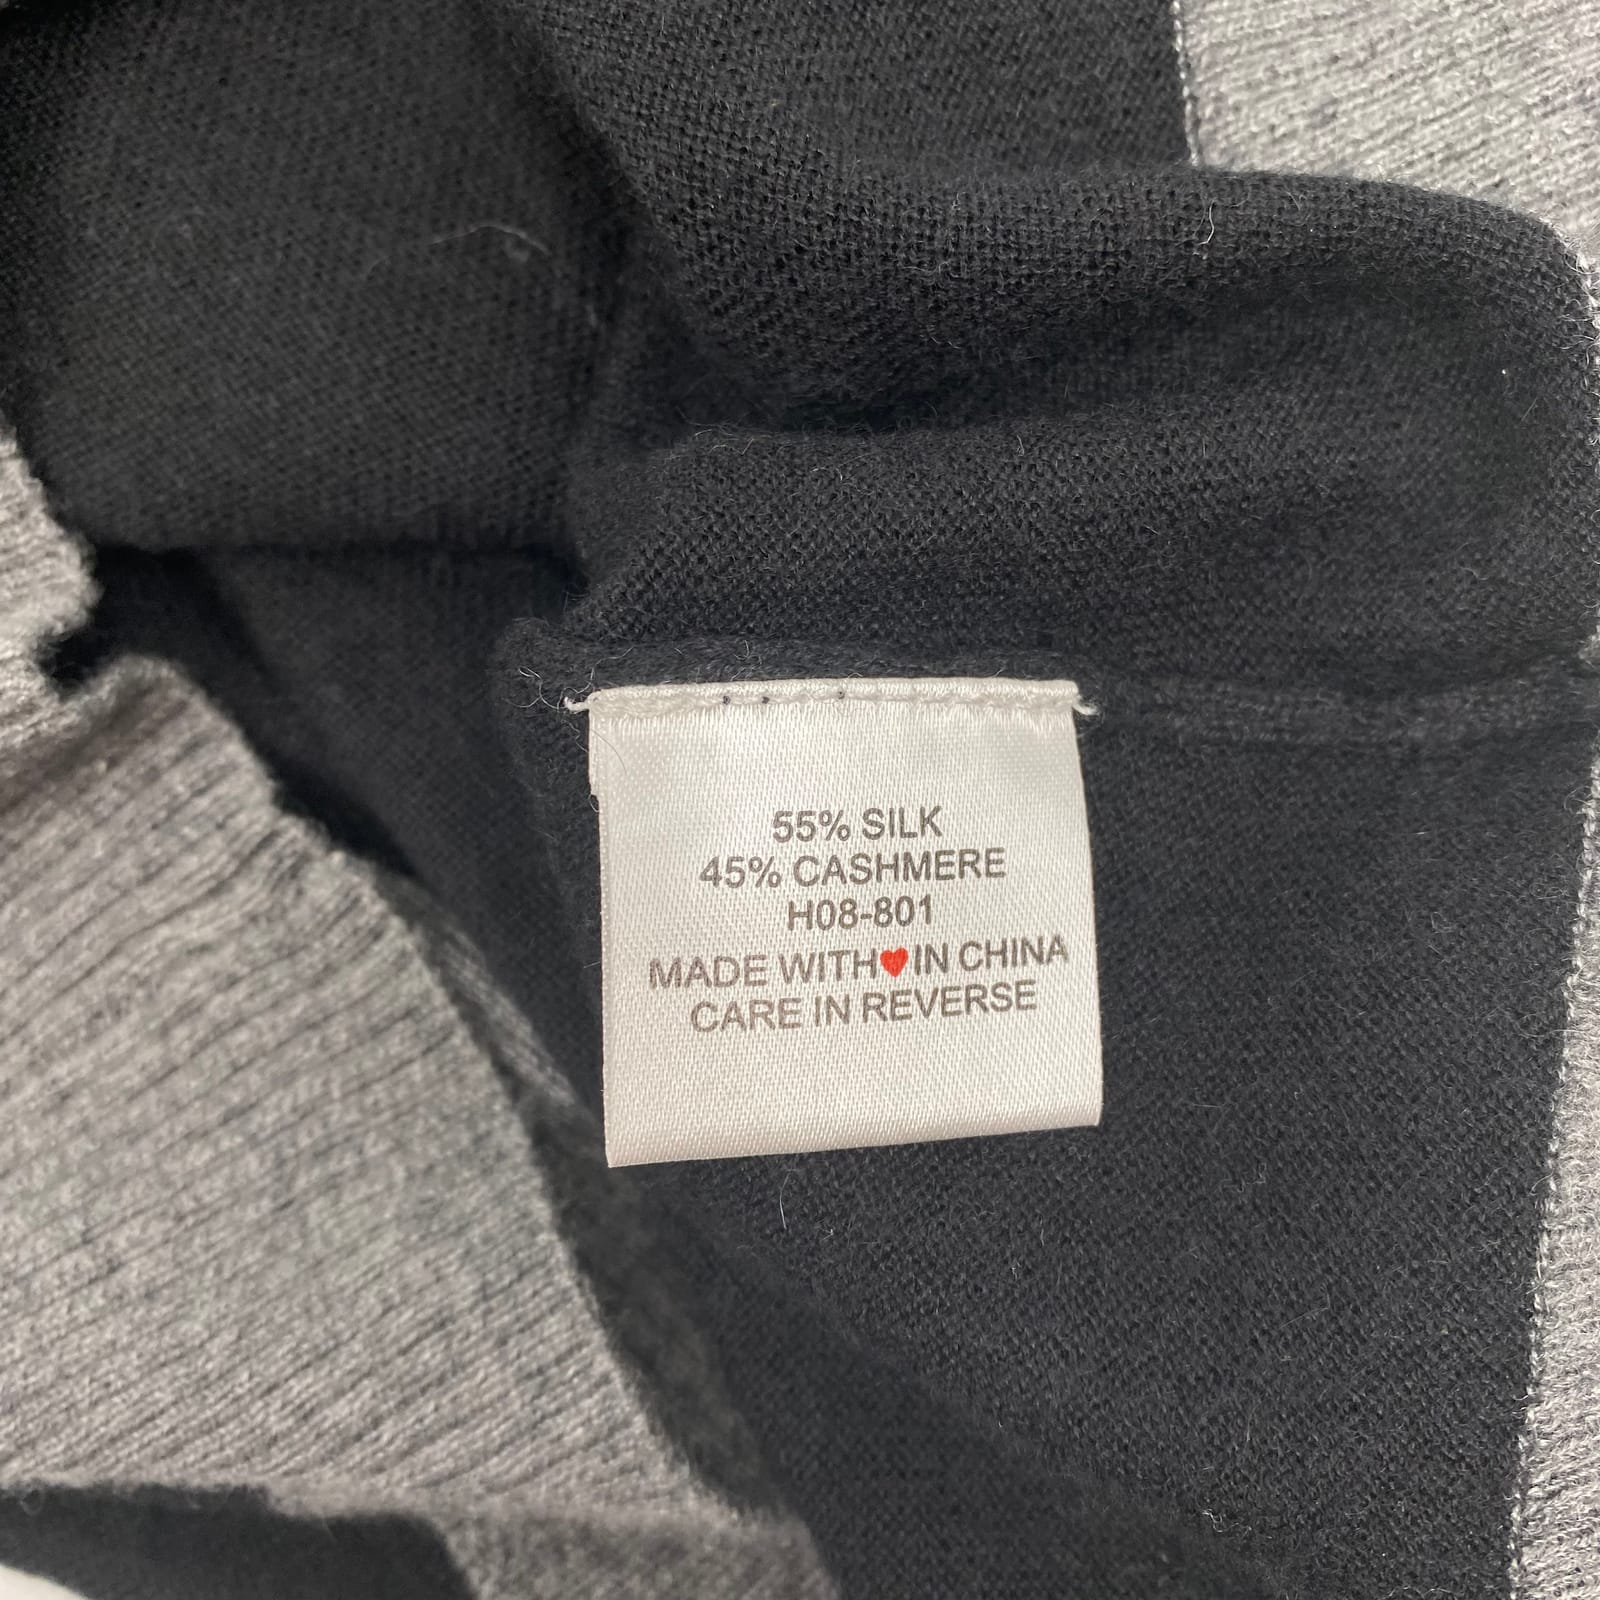 55% SILK
45% CASHMERE
H08-801
MADE WITH❤IN CHINA
CARE IN REVERSE